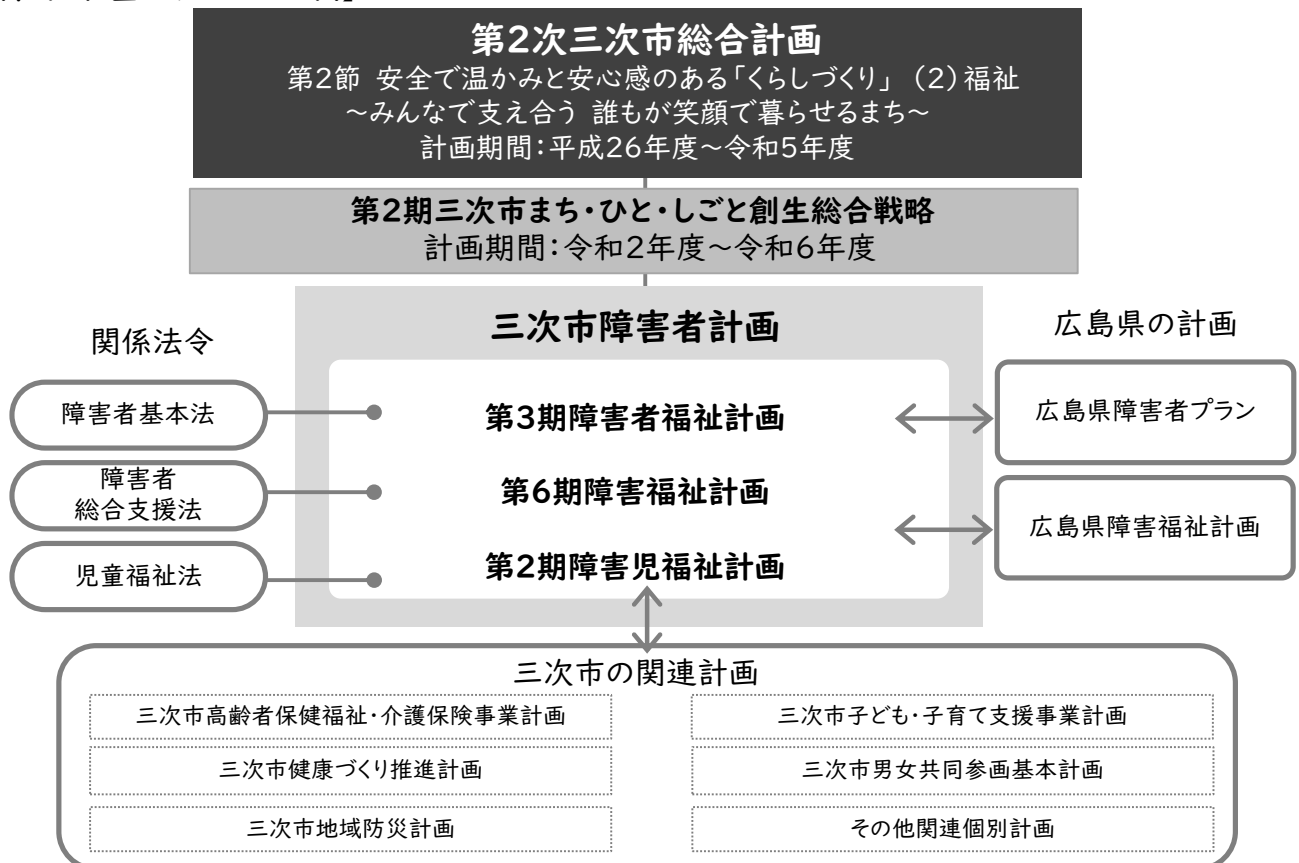 第2次三次市総合計画
第2節 安全で温かみと安心感のある「くらしづくり」(2)福祉
~みんなで支え合う 誰もが笑顔で暮らせるまち~
計画期間:平成26年度~令和5年度
第2期三次市まち・ひと・しごと創生総合戦略
計画期間:令和2年度~令和6年度
関係法令
障害者基本法
障害者
総合支援法
児童福祉法
三次市障害者計画
第3期障害者福祉計画
第6期障害福祉計画
第2期障害児福祉計画
広島県の計画
広島県障害者プラン
広島県障害福祉計画
三次市の関連計画
三次市高齢者保健福祉・介護保険事業計画
三次市子ども・子育て支援事業計画
三次市健康づくり推進計画
三次市男女共同参画基本計画
三次市地域防災計画
その他関連個別計画